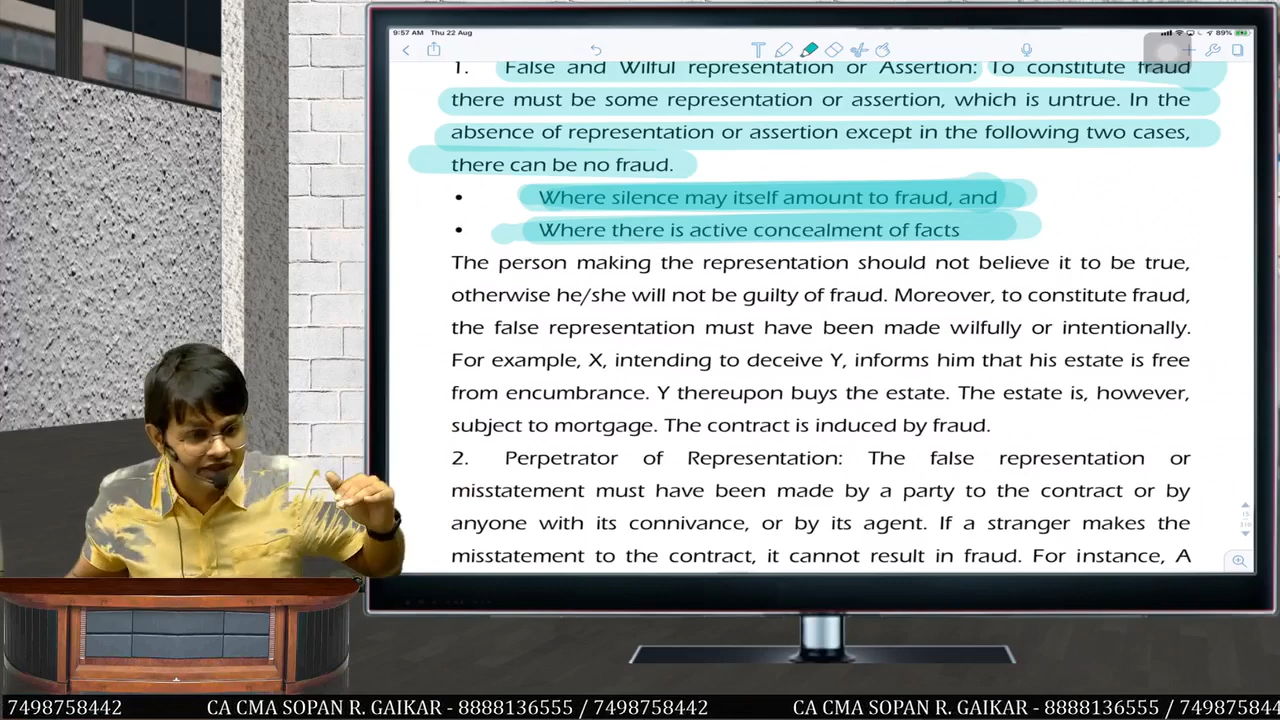 9:57 AM Thu 22 Aug
89%
1. False and Wilful representation or Assertion: To constitute fraud
there must be some representation or assertion, which is untrue. In the
absence of representation or assertion except in the following two cases,
there can be no fraud.
• Where silence may itself amount to fraud, and
• Where there is active concealment of facts
The person making the representation should not believe it to be true,
otherwise he/she will not be guilty of fraud. Moreover, to constitute fraud,
the false representation must have been made wilfully or intentionally.
For example, X, intending to deceive Y, informs him that his estate is free
from encumbrance. Y thereupon buys the estate. The estate is, however,
subject to mortgage. The contract is induced by fraud.
2. Perpetrator of Representation: The false representation or
misstatement must have been made by a party to the contract or by
anyone with its connivance, or by its agent. If a stranger makes the
misstatement to the contract, it cannot result in fraud. For instance, A
7498758442 CA CMA SOPAN R. GAIKAR - 8888136555 / 7498758442 CA CMA SOPAN R. GAIKAR - 8888136555 / 749875844